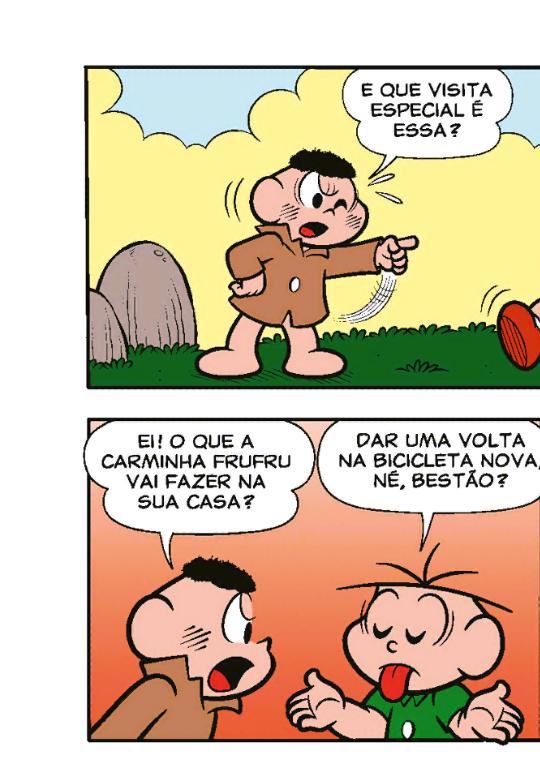 E QUE VISITA
ESPECIAL É
ESSA?
EI! O QUE A
CARMINHA FRUFRU
VAI FAZER NA
SUA CASA?
DAR UMA VOLTA
NA BICICLETA NOVA,
NÉ, BESTÃO?